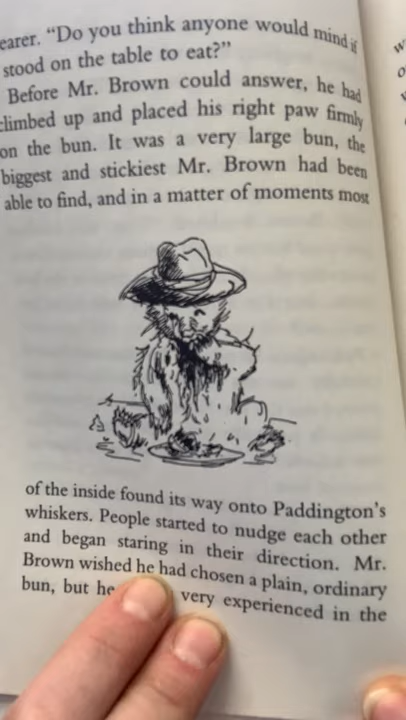 earer. “Do you think anyone would mind if
stood on the table to eat?”
Before Mr. Brown could answer, he had
climbed up and placed his right paw firmly
on the bun. It was a very large bun, the
biggest and stickiest Mr. Brown had been
able to find, and in a matter of moments most
of the inside found its way onto Paddington’s
whiskers. People started to nudge each other
and began staring in their direction. Mr.
Brown wished he had chosen a plain, ordinary
bun, but he very experienced in the